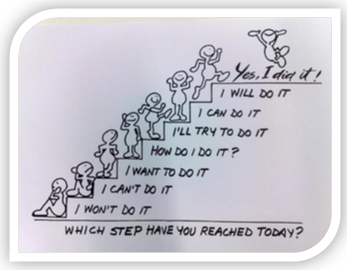 Yes, I did it!
I WILL DO IT
I CAN DO IT
I'LL TRY TO DO IT
HOW DO I DO IT?
I WANT TO DO IT
I CAN'T DO IT
I WON'T DO IT
WHICH STEP HAVE YOU REACHED TODAY?